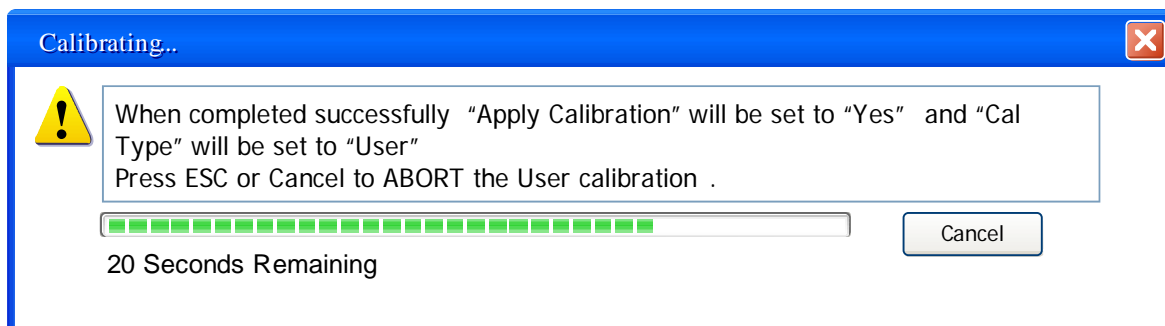 Calibrating...
When completed successfully “Apply Calibration” will be set to “Yes” and “Cal
Type” will be set to “User”
Press ESC or Cancel to ABORT the User calibration .
Cancel
20 Seconds Remaining